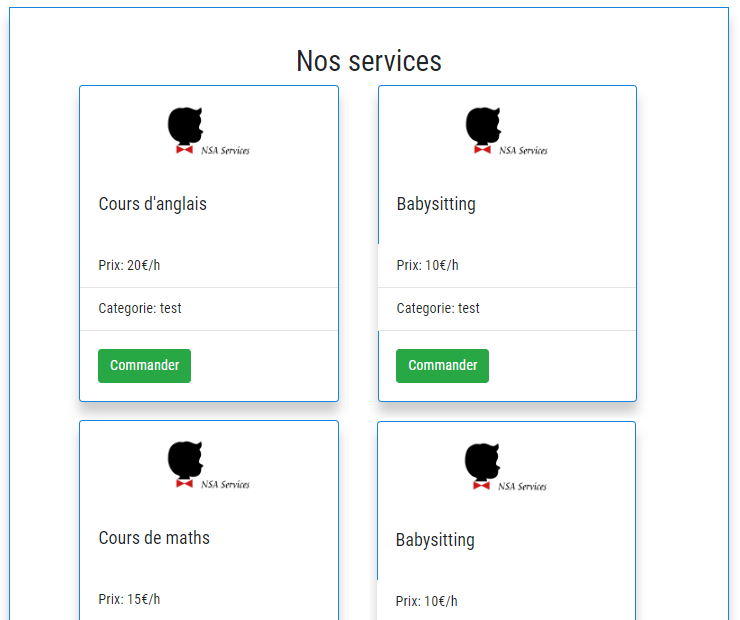 Nos services
NSA Services
Cours d'anglais
Prix: 20€/h
Categorie: test
Commander
NSA Services
Babysitting
Prix: 10€/h
Categorie: test
Commander
NSA Services
Cours de maths
Prix: 15€/h
NSA Services
Babysitting
Prix: 10€/h